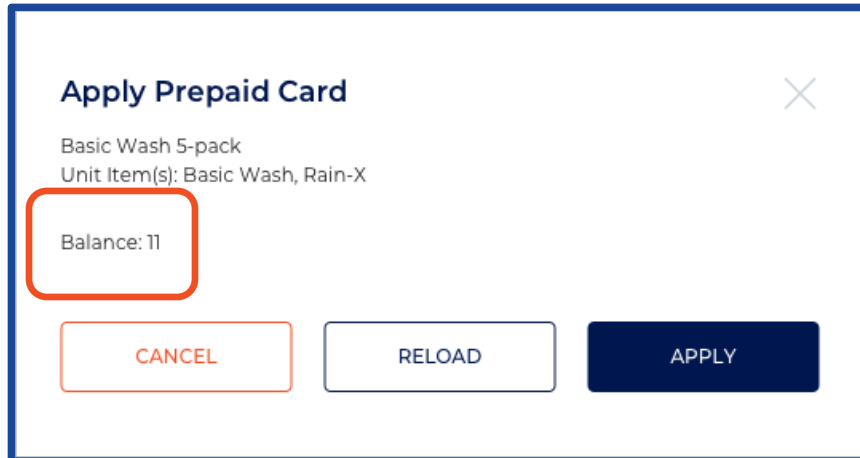 Apply Prepaid Card
Basic Wash 5-pack
Unit Item(s): Basic Wash, Rain-X
Balance: 11
CANCEL
RELOAD
APPLY